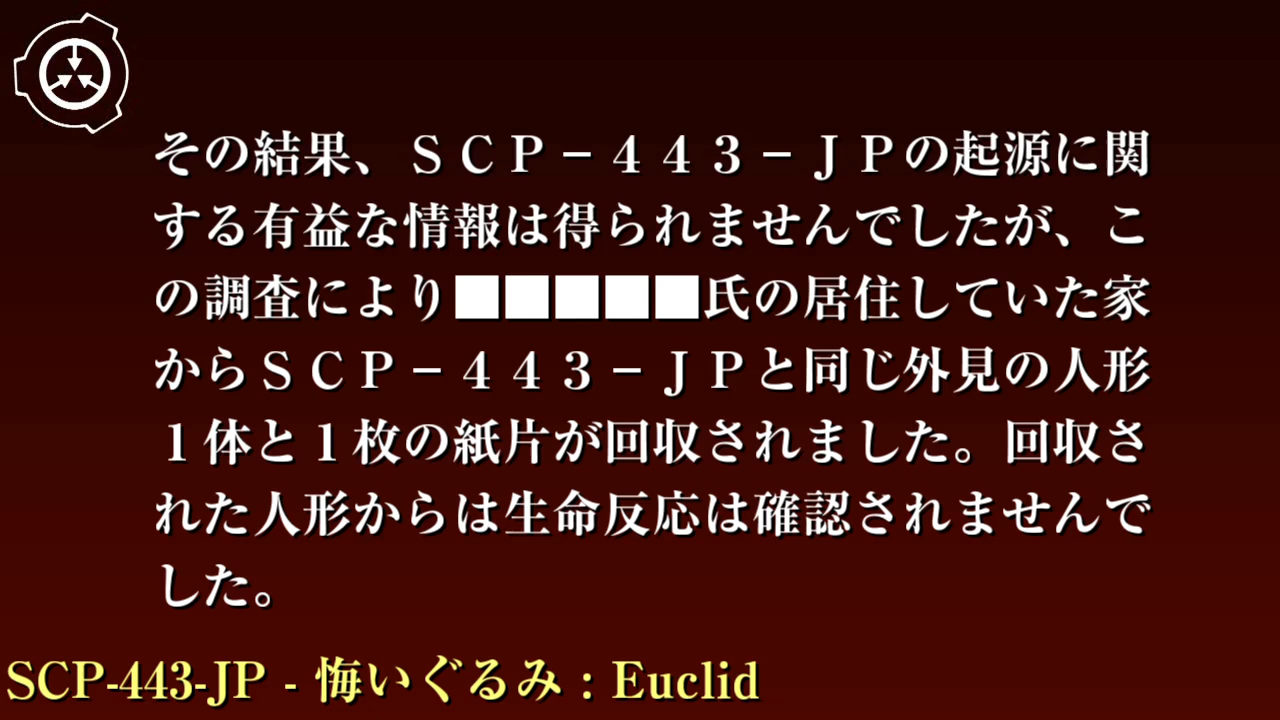 その結果、ＳＣＰ－４４３－ＪＰの起源に関
する有益な情報は得られませんでしたが、こ
の調査により■■■■■氏の居住していた家
からＳＣＰ－４４３－ＪＰと同じ外見の人形
１体と１枚の紙片が回収されました。回収さ
れた人形からは生命反応は確認されませんで
した。
SCP-443-JP - 悔いぐるみ : Euclid